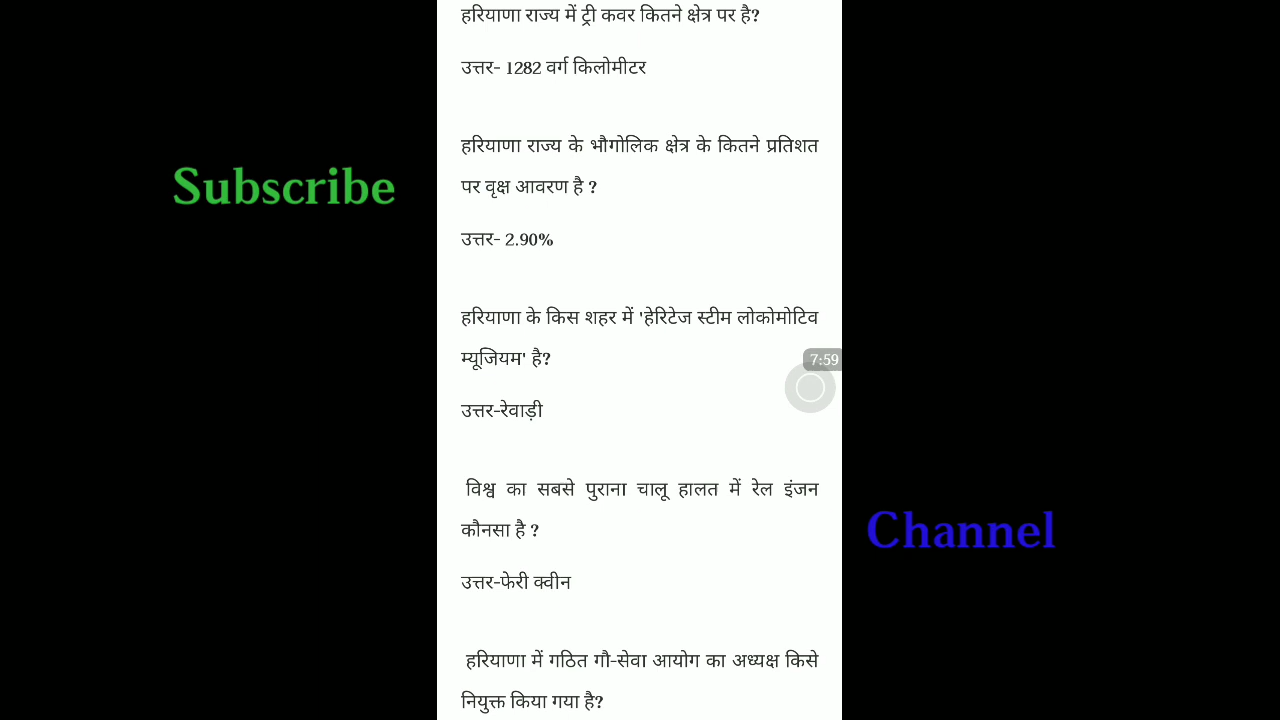 हरियाणा राज्य में ट्री कवर कितने क्षेत्र पर है?
उत्तर- 1282 वर्ग किलोमीटर
हरियाणा राज्य के भौगोलिक क्षेत्र के कितने प्रतिशत
पर वृक्ष आवरण है ?
Subscribe
उत्तर- 2.90%
हरियाणा के किस शहर में 'हेरिटेज स्टीम लोकोमोटिव
म्यूजियम' है?
7:59
उत्तर-रेवाड़ी
विश्व का सबसे पुराना चालू हालत में रेल इंजन
कौनसा है ?
Channel
उत्तर-फेरी क्वीन
हरियाणा में गठित गौ-सेवा आयोग का अध्यक्ष किसे
नियुक्त किया गया है?